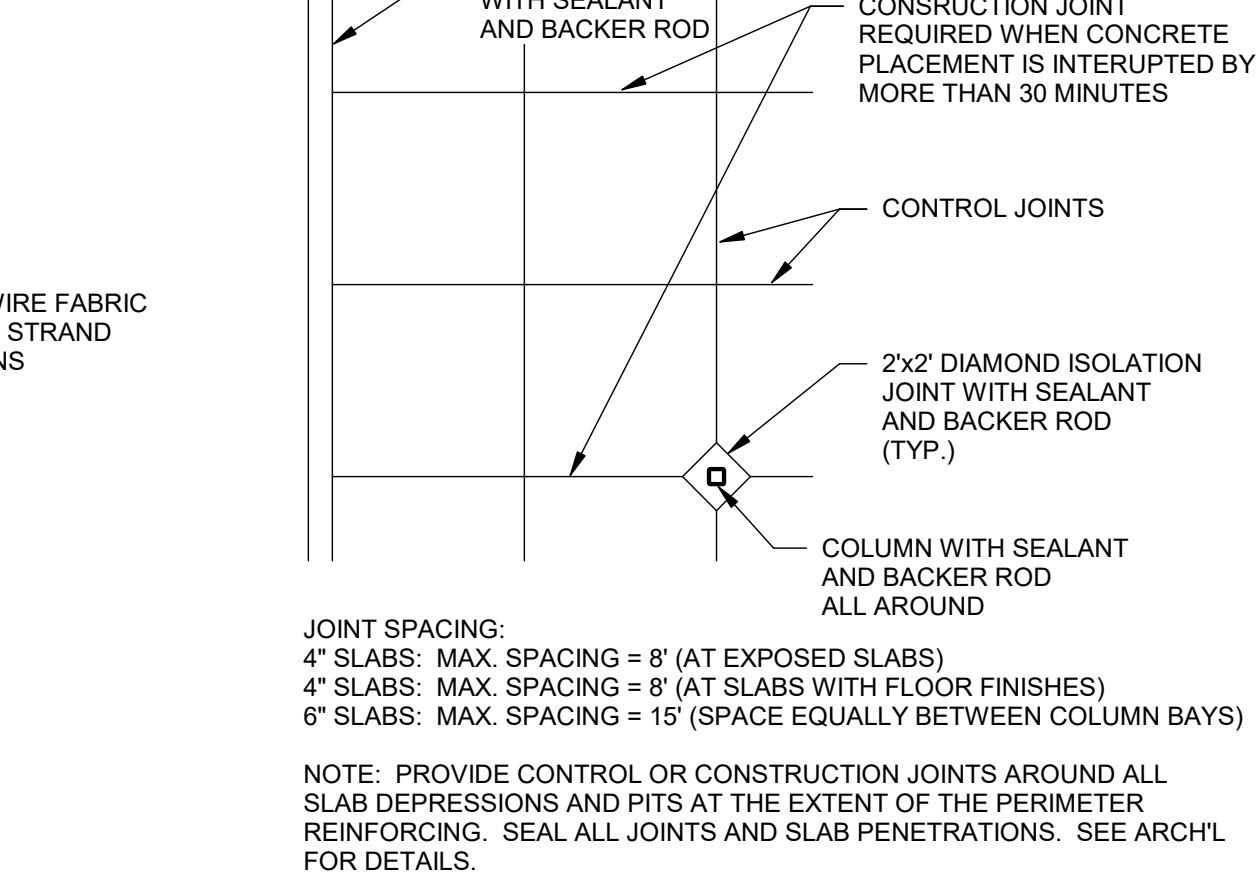 WITH SEALANT
AND BACKER ROD
CONSRUCTION JOINT
REQUIRED WHEN CONCRETE
PLACEMENT IS INTERUPTED BY
MORE THAN 30 MINUTES
CONTROL JOINTS
WIRE FABRIC
STRAND
NS
2'x2' DIAMOND ISOLATION
JOINT WITH SEALANT
AND BACKER ROD
(TYP.)
COLUMN WITH SEALANT
AND BACKER ROD
ALL AROUND
JOINT SPACING:
4" SLABS: MAX. SPACING = 8' (AT EXPOSED SLABS)
4" SLABS: MAX. SPACING = 8' (AT SLABS WITH FLOOR FINISHES)
6" SLABS: MAX. SPACING = 15' (SPACE EQUALLY BETWEEN COLUMN BAYS)
NOTE: PROVIDE CONTROL OR CONSTRUCTION JOINTS AROUND ALL
SLAB DEPRESSIONS AND PITS AT THE EXTENT OF THE PERIMETER
REINFORCING. SEAL ALL JOINTS AND SLAB PENETRATIONS. SEE ARCH'L
FOR DETAILS.